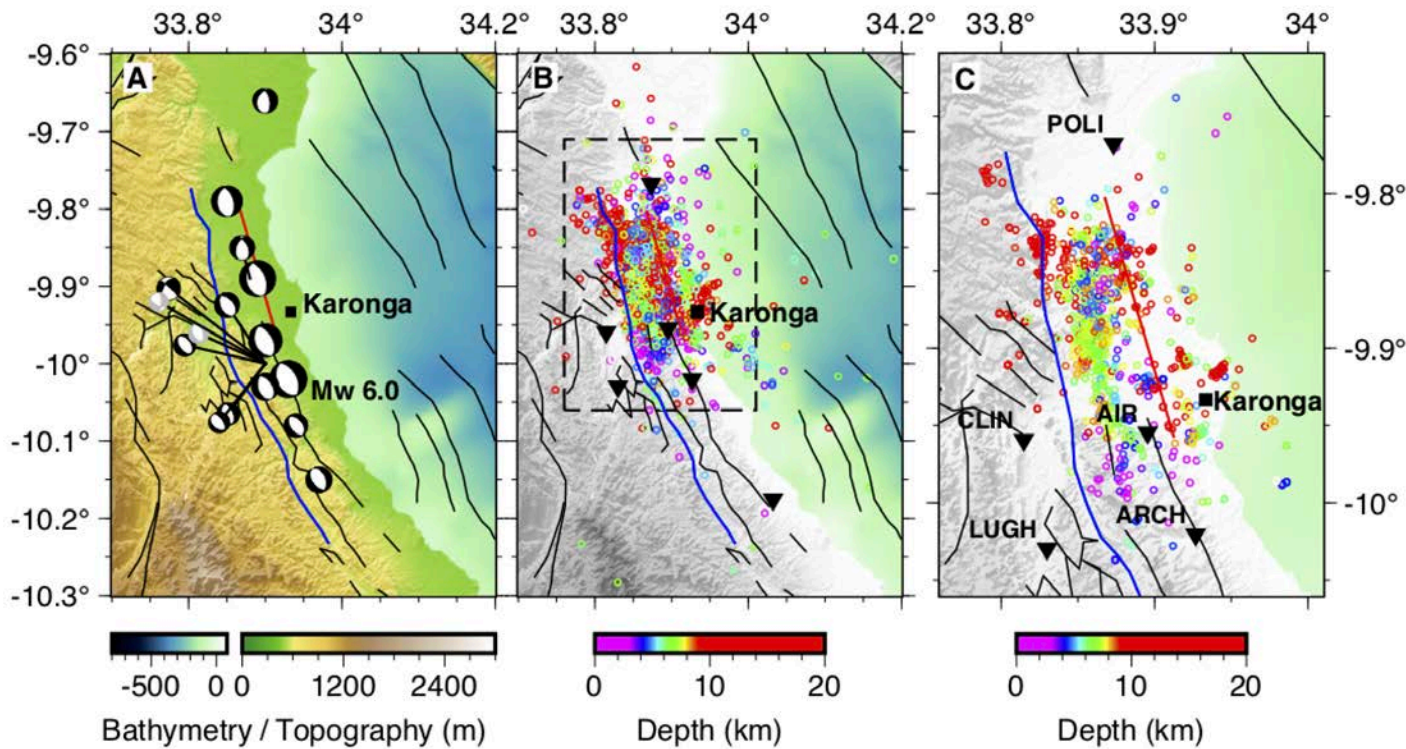 33.8° 34° 34.2° 33.8° 34° 34.2° 33.8° 33.9° 34°
-9.6°
A B C
-9.7°
POLI
-9.8° -9.8°
-9.9° -9.9°
Karonga Karonga Karonga
CLIN AIR
-10° -10°
Mw 6.0
ARCH
LUGH
-10.1°
-10.2°
-10.3°
-500 0 0 1200 2400 0 10 20 0 10 20
Bathymetry / Topography (m) Depth (km) Depth (km)